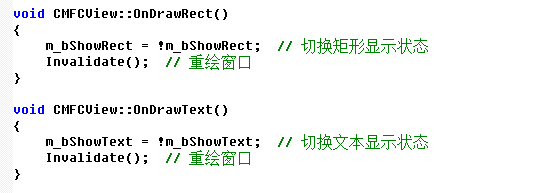 void CMFCView::OnDrawRect()
{
    m_bShowRect = !m_bShowRect;  // 切换矩形显示状态
    Invalidate();  // 重绘窗口
}
void CMFCView::OnDrawText()
{
    m_bShowText = !m_bShowText;  // 切换文本显示状态
    Invalidate();  // 重绘窗口
}